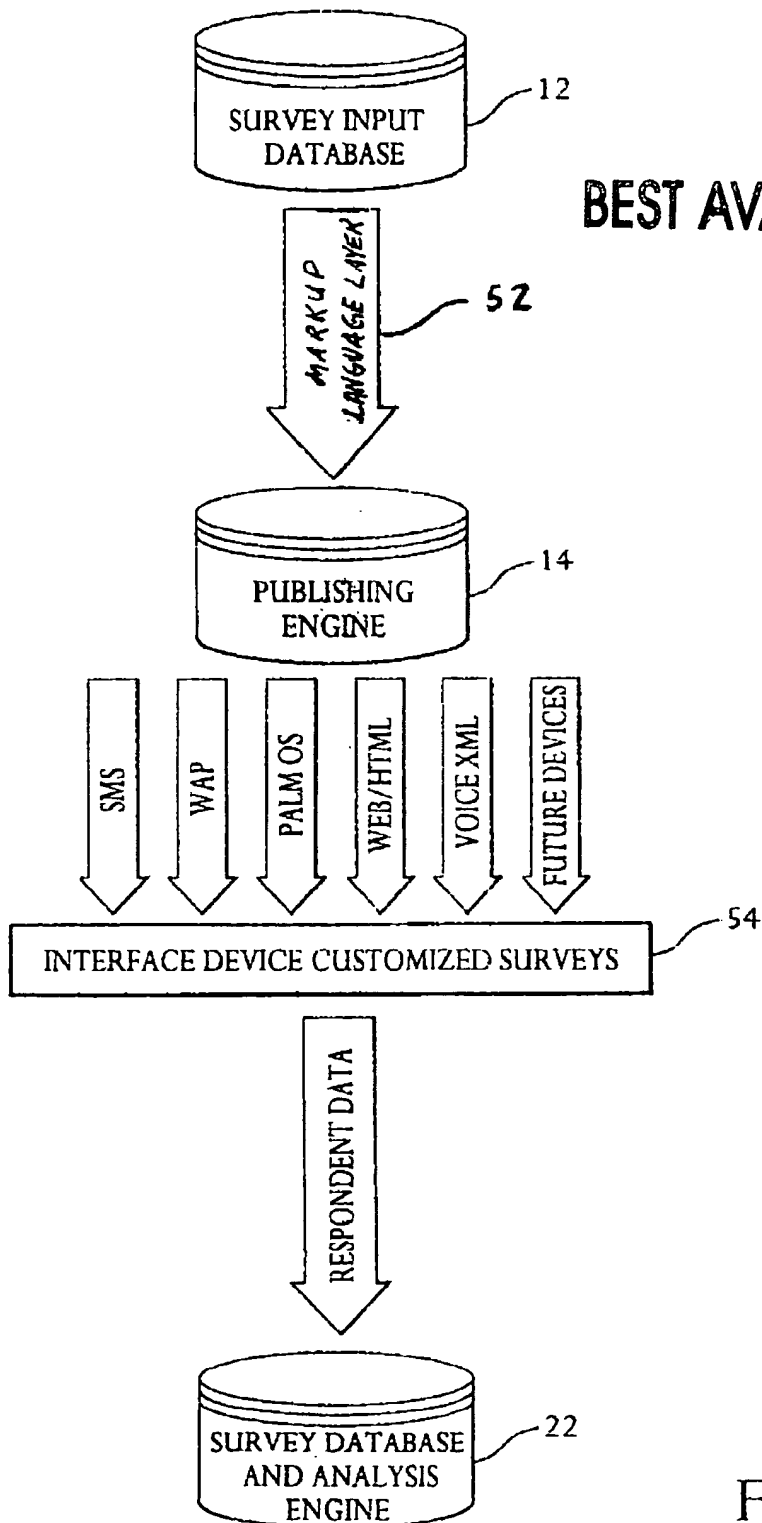 SURVEY INPUT
DATABASE
12
BEST
MARKUP
LANGUAGE LAYER
52
PUBLISHING
ENGINE
14
SMS
WAP
PALM OS
WEB/HTML
VOICE XML
FUTURE DEVICES
INTERFACE DEVICE CUSTOMIZED SURVEYS
54
RESPONDENT DATA
SURVEY DATABASE
AND ANALYSIS
ENGINE
22